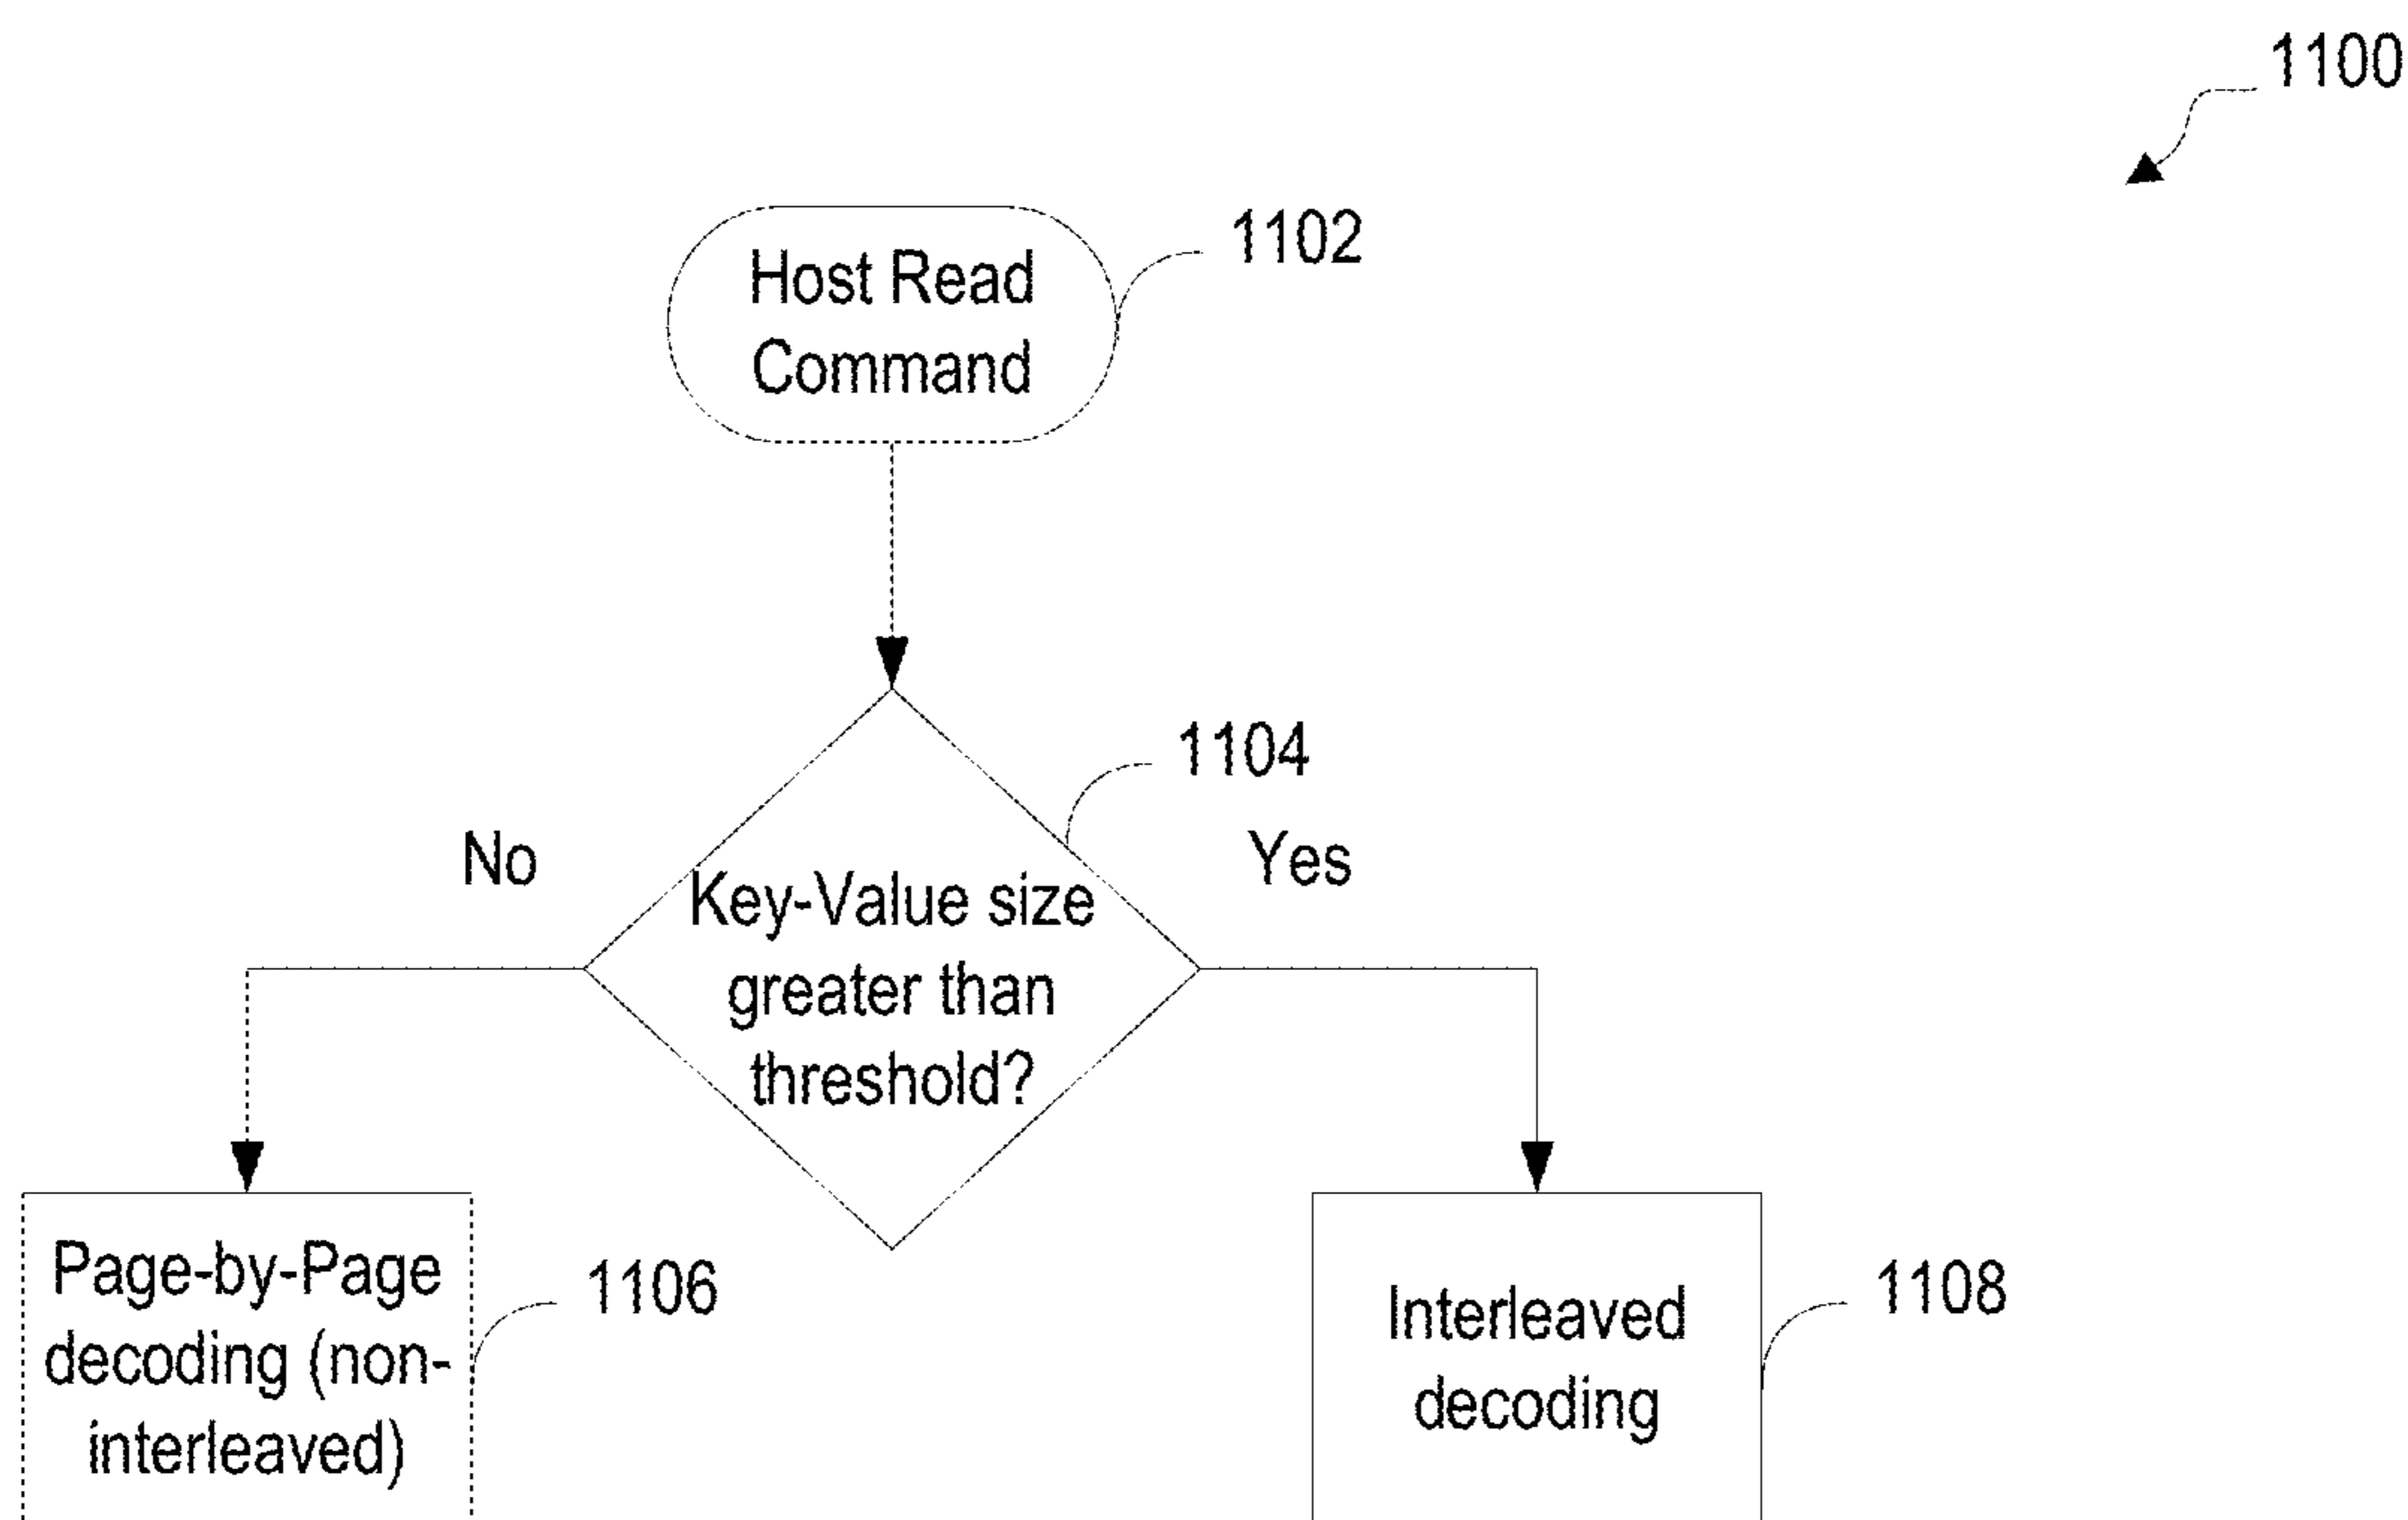 1100
Host Read
Command
1102
1104
No
Yes
Key-Value size
greater than
threshold?
Page-by-Page
decoding (non-
interleaved)
1106
Interleaved
decoding
1108